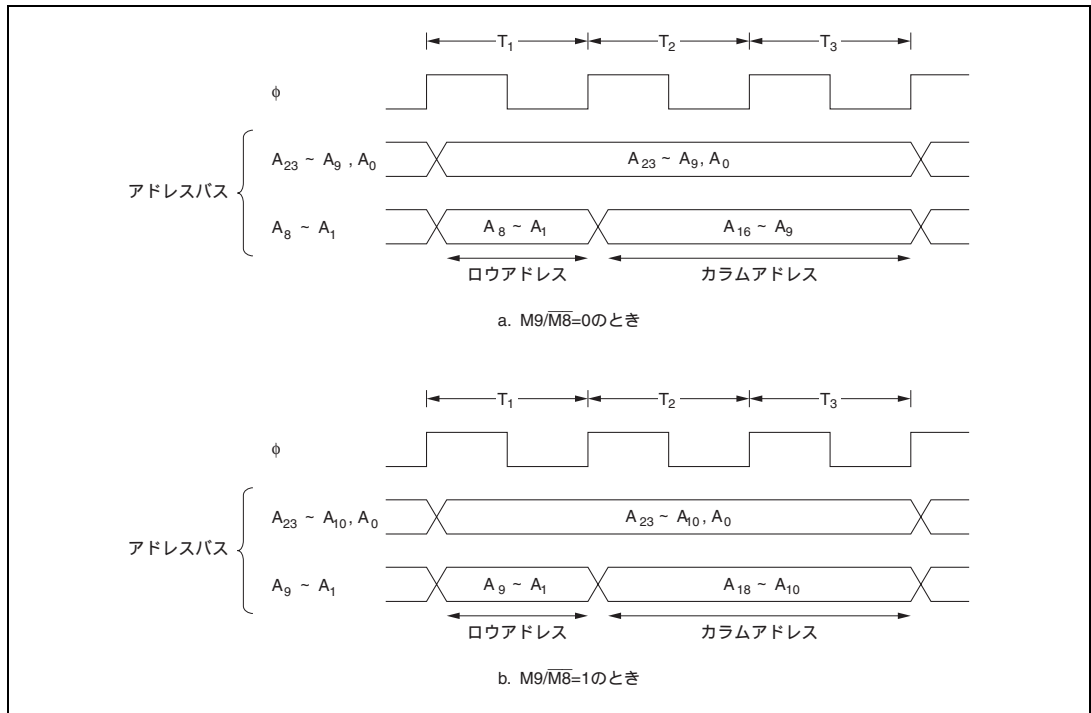 T₁ T₂ T₃
φ
A₂₃ ~ A₉ , A₀ A₂₃ ~ A₉, A₀
アドレスバス
A₈ ~ A₁ A₈ ~ A₁ A₁₆ ~ A₉
ロウアドレス カラムアドレス
a. M9/M̅8̅=0のとき
T₁ T₂ T₃
φ
A₂₃ ~ A₁₀, A₀ A₂₃ ~ A₁₀, A₀
アドレスバス
A₉ ~ A₁ A₉ ~ A₁ A₁₈ ~ A₁₀
ロウアドレス カラムアドレス
b. M9/M̅8̅=1のとき